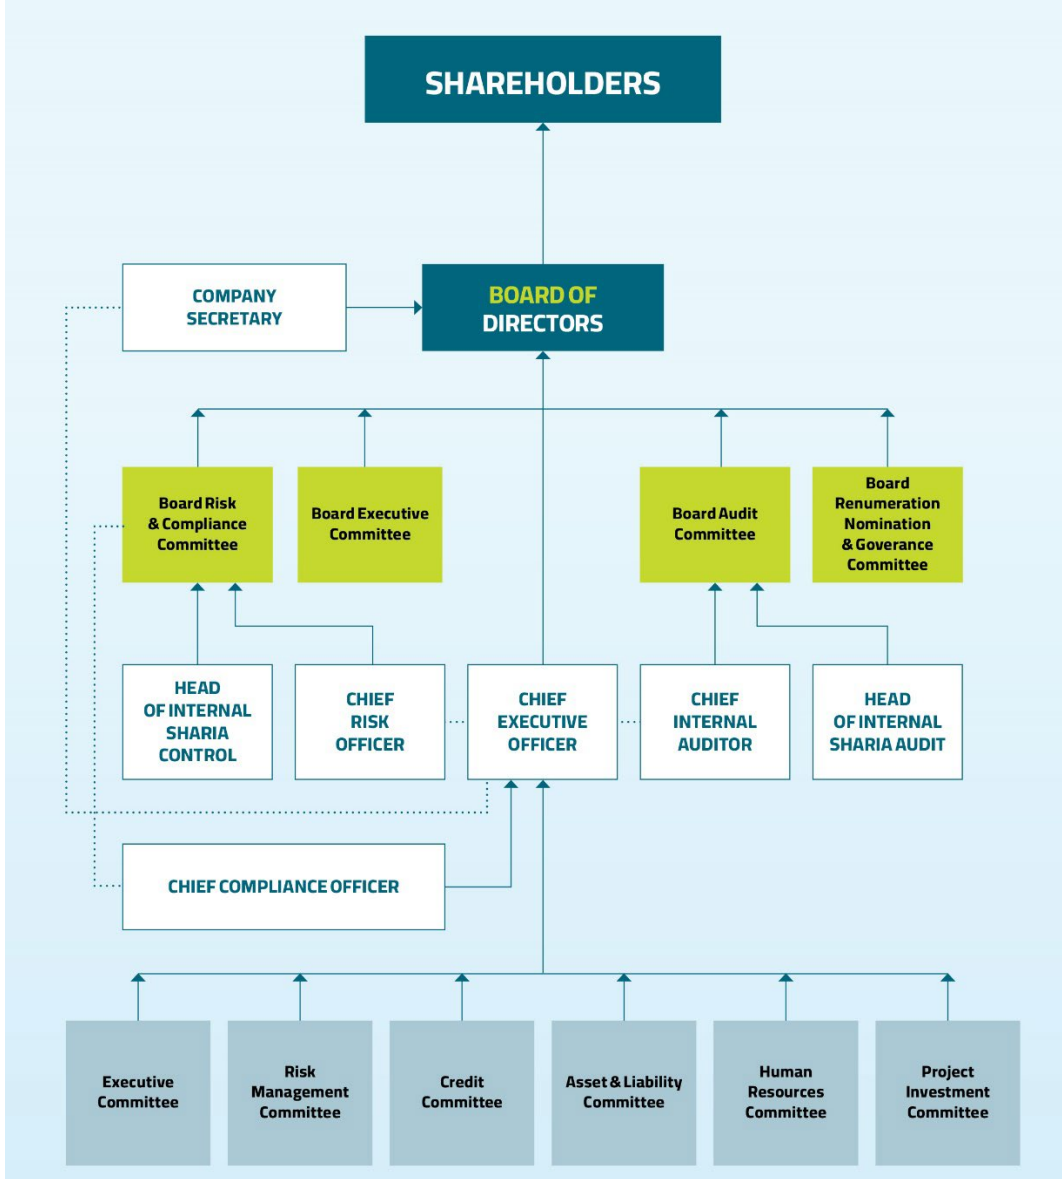 SHAREHOLDERS
COMPANY
SECRETARY
BOARD OF
DIRECTORS
Board Risk
& Compliance
Committee
Board Executive
Committee
Board Audit
Committee
Board
Renumeration
Nomination
& Goverance
Committee
HEAD
OF INTERNAL
SHARIA
CONTROL
CHIEF
RISK
OFFICER
CHIEF
EXECUTIVE
OFFICER
CHIEF
INTERNAL
AUDITOR
HEAD
OF INTERNAL
SHARIA AUDIT
CHIEF COMPLIANCE OFFICER
Executive
Committee
Risk
Management
Committee
Credit
Committee
Asset & Liability
Committee
Human
Resources
Committee
Project
Investment
Committee